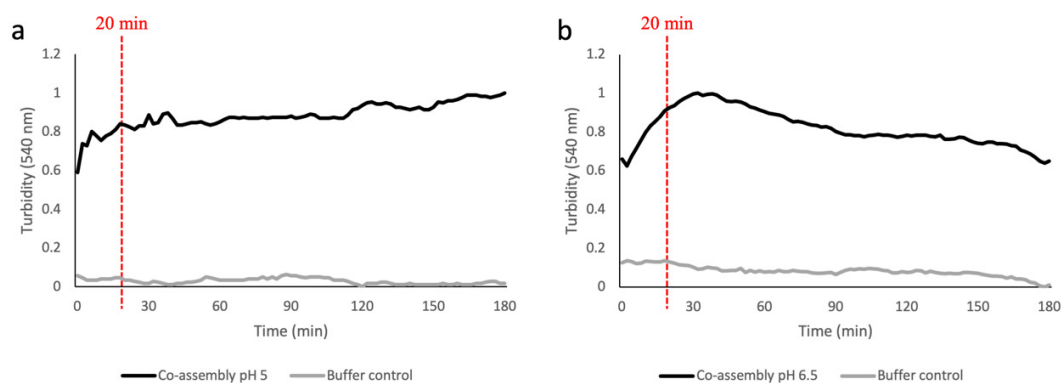 a
20 min
1.2
1
0.8
0.6
0.4
0.2
0
Turbidity (540 nm)
0 30 60 90 120 150 180
Time (min)
Co-assembly pH 5 Buffer control
b
20 min
1.2
1
0.8
0.6
0.4
0.2
0
Turbidity (540 nm)
0 30 60 90 120 150 180
Time (min)
Co-assembly pH 6.5 Buffer control